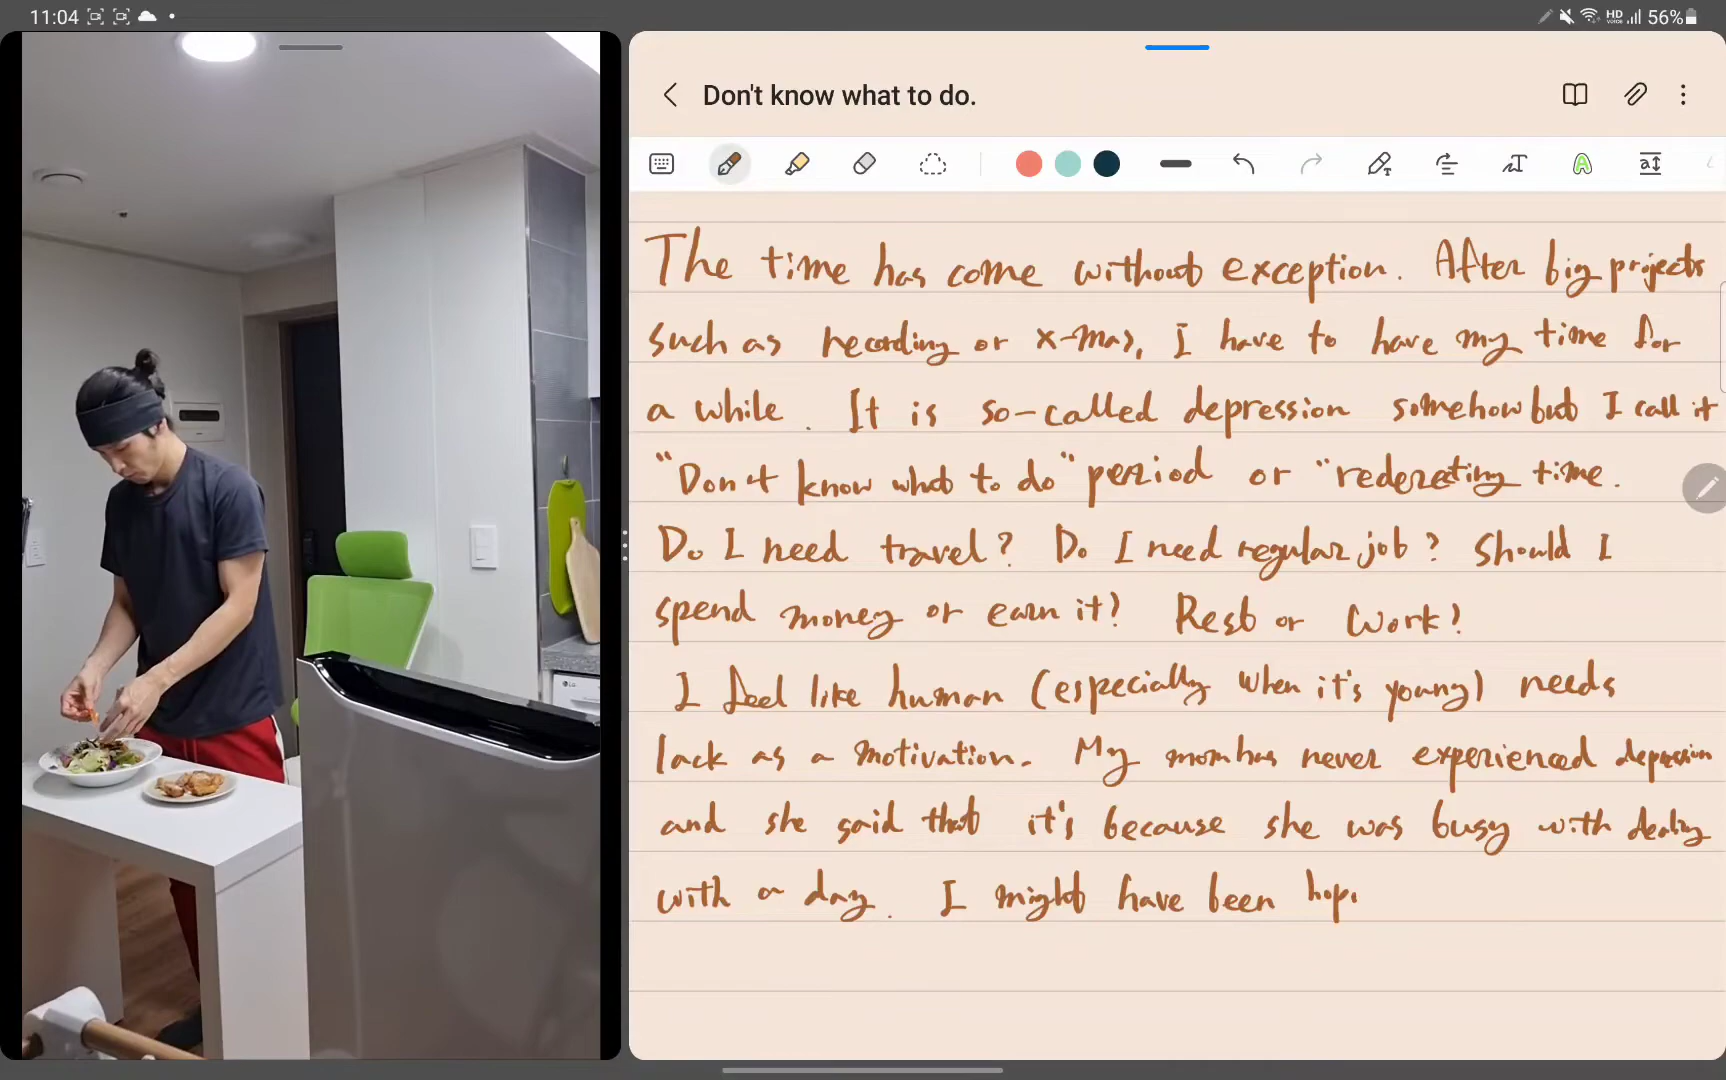 11:04
HD
56%
Don't know what to do.
The time has come without exception. After big projects
such as recording or x-mas, I have to have my time for
a while. It is so-called depression somehow but I call it
"Don't know what to do" period or "rederecting time.
Do I need travel? Do I need regular job? Should I
spend money or earn it? Rest or work?
I feel like human (especially when it's young) needs
lack as a motivation. My mom has never experienced depression
and she said that it's because she was busy with dealing
with a day. I might have been hop
LG